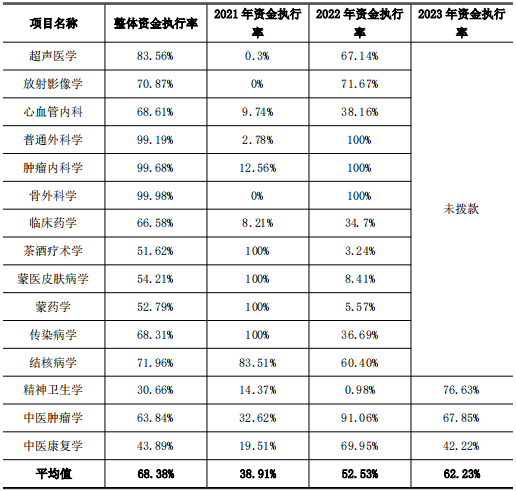 项目名称 整体资金执行率 2021 年资金执行率 2022 年资金执行率 2023 年资金执行率
超声医学 83.56% 0.3% 67.14%
放射影像学 70.87% 0% 71.67%
心血管内科 68.61% 9.74% 38.16%
普通外科学 99.19% 2.78% 100%
肿瘤内科学 99.68% 12.56% 100%
骨外科学 99.98% 0% 100%
未拨款
临床药学 66.58% 8.21% 34.7%
茶酒疗术学 51.62% 100% 3.24%
蒙医皮肤病学 54.21% 100% 8.41%
蒙药学 52.79% 100% 5.57%
传染病学 68.31% 100% 36.69%
结核病学 71.96% 83.51% 60.40%
精神卫生学 30.66% 14.37% 0.98% 76.63%
中医肿瘤学 63.84% 32.62% 91.06% 67.85%
中医康复学 43.89% 19.51% 69.95% 42.22%
平均值 68.38% 38.91% 52.53% 62.23%